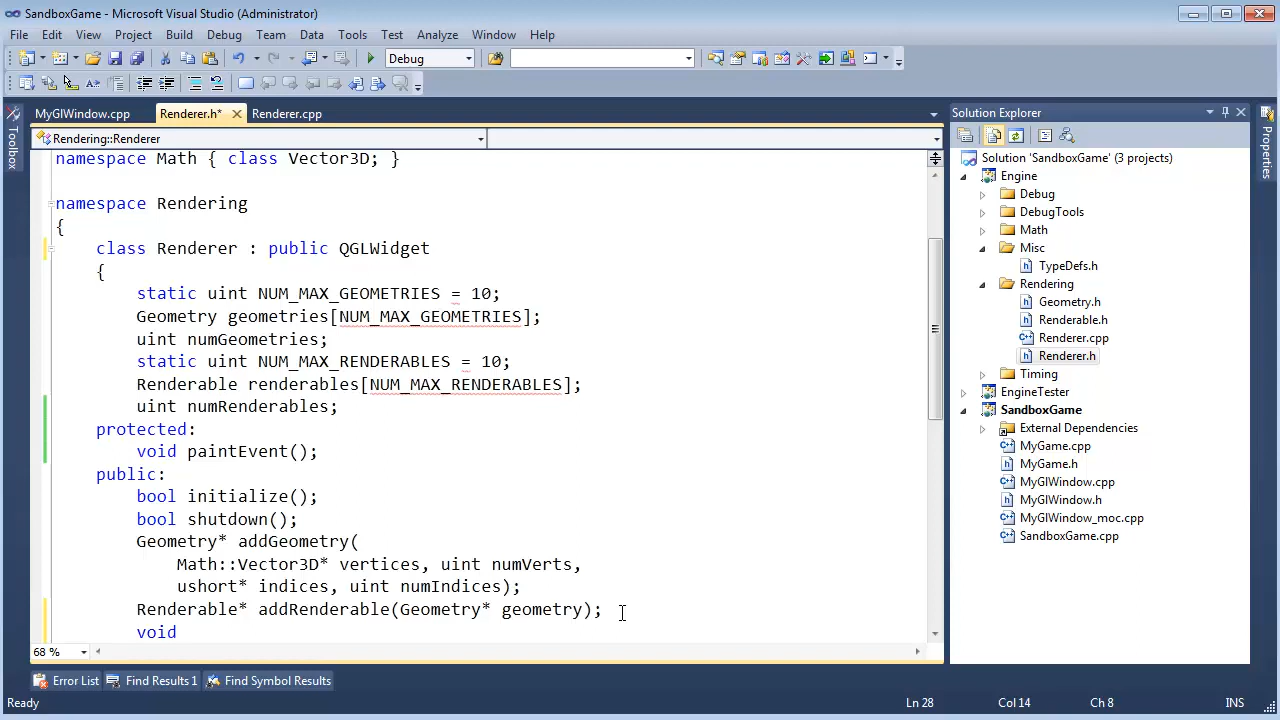 SandboxGame - Microsoft Visual Studio (Administrator)
File Edit View Project Build Debug Team Data Tools Test Analyze Window Help
Debug
MyGlWindow.cpp Renderer.h* Renderer.cpp
Rendering::Renderer
namespace Math { class Vector3D; }
namespace Rendering
{
class Renderer : public QGLWidget
{
static uint NUM_MAX_GEOMETRIES = 10;
Geometry geometries[NUM_MAX_GEOMETRIES];
uint numGeometries;
static uint NUM_MAX_RENDERABLES = 10;
Renderable renderables[NUM_MAX_RENDERABLES];
uint numRenderables;
protected:
void paintEvent();
public:
bool initialize();
bool shutdown();
Geometry* addGeometry(
Math::Vector3D* vertices, uint numVerts,
ushort* indices, uint numIndices);
Renderable* addRenderable(Geometry* geometry);
void
68 %
Toolbox
Solution Explorer
Solution 'SandboxGame' (3 projects)
Engine
Debug
DebugTools
Math
Misc
TypeDefs.h
Rendering
Geometry.h
Renderable.h
Renderer.cpp
Renderer.h
Timing
EngineTester
SandboxGame
External Dependencies
MyGame.cpp
MyGame.h
MyGlWindow.cpp
MyGlWindow.h
MyGlWindow_moc.cpp
SandboxGame.cpp
Properties
Error List Find Results 1 Find Symbol Results
Ready Ln 28 Col 14 Ch 8 INS